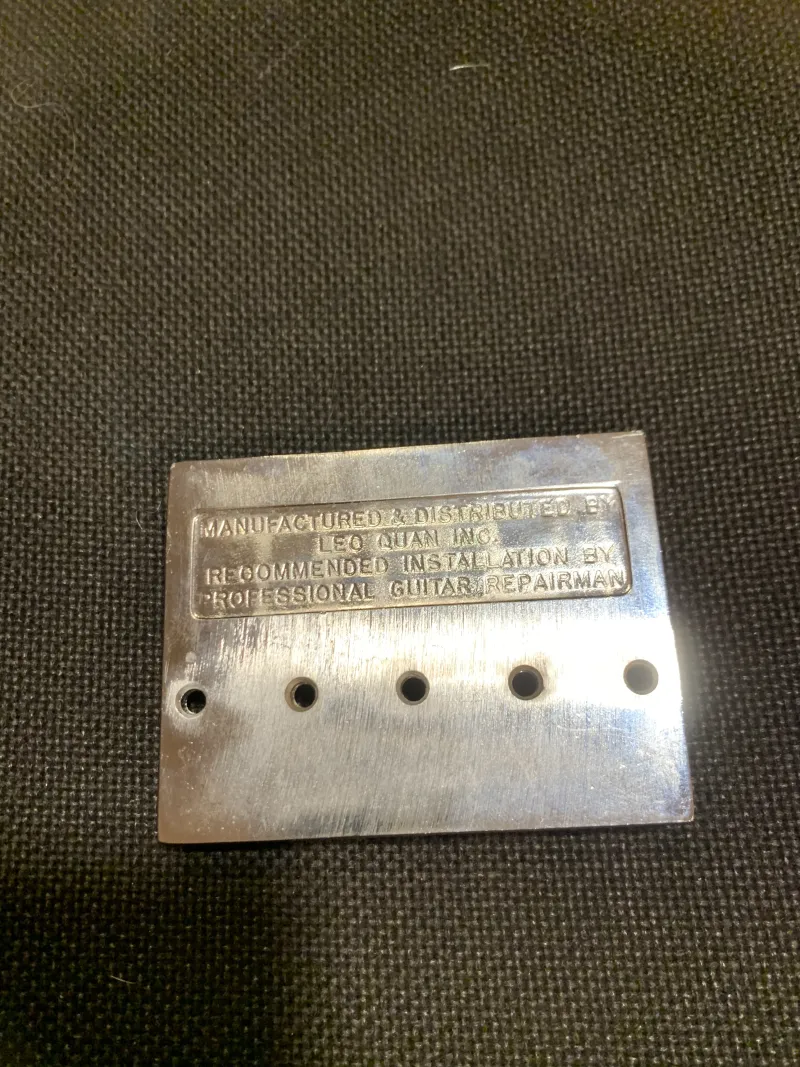 MANUFACTURED & DISTRIBUTED BY
LEO QUAN INC.
RECOMMENDED INSTALLATION BY
PROFESSIONAL GUITAR REPAIRMAN